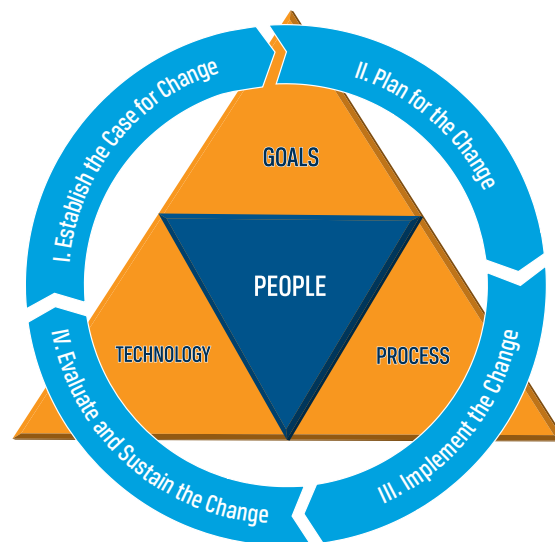 I. Establish the Case for Change
II. Plan for the Change
GOALS
PEOPLE
TECHNOLOGY
PROCESS
III. Implement the Change
IV. Evaluate and Sustain the Change